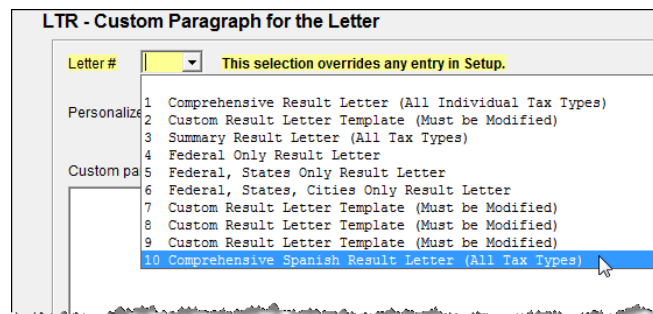 LTR - Custom Paragraph for the Letter
Letter # This selection overrides any entry in Setup.
1 Comprehensive Result Letter (All Individual Tax Types)
Personalize
2 Custom Result Letter Template (Must be Modified)
3 Summary Result Letter (All Tax Types)
4 Federal Only Result Letter
Custom pa
5 Federal, States Only Result Letter
6 Federal, States, Cities Only Result Letter
7 Custom Result Letter Template (Must be Modified)
8 Custom Result Letter Template (Must be Modified)
9 Custom Result Letter Template (Must be Modified)
10 Comprehensive Spanish Result Letter (All Tax Types)